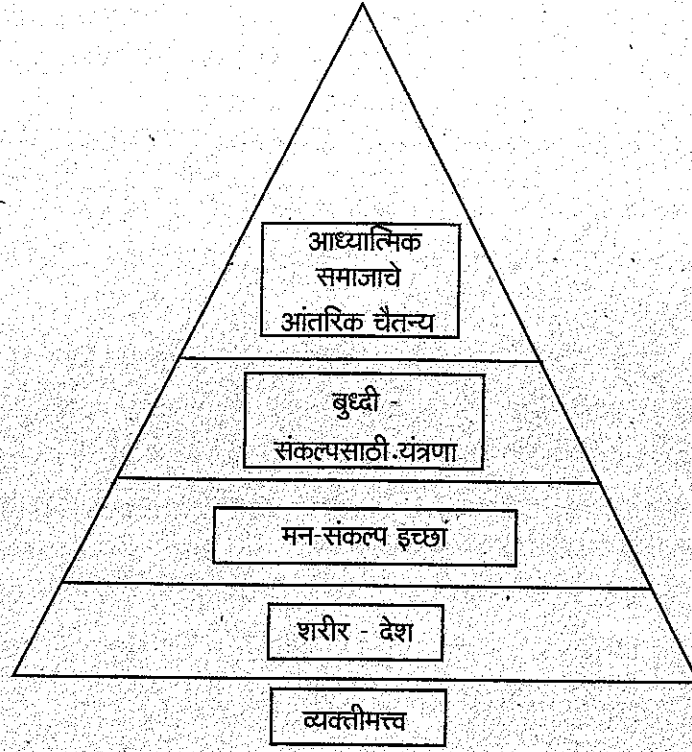 आध्यात्मिक
समाजाचे
आंतरिक चैतन्य
बुध्दी -
संकल्पसाठी यंत्रणा
मन-संकल्प इच्छा
शरीर - देश
व्यक्तीमत्त्व